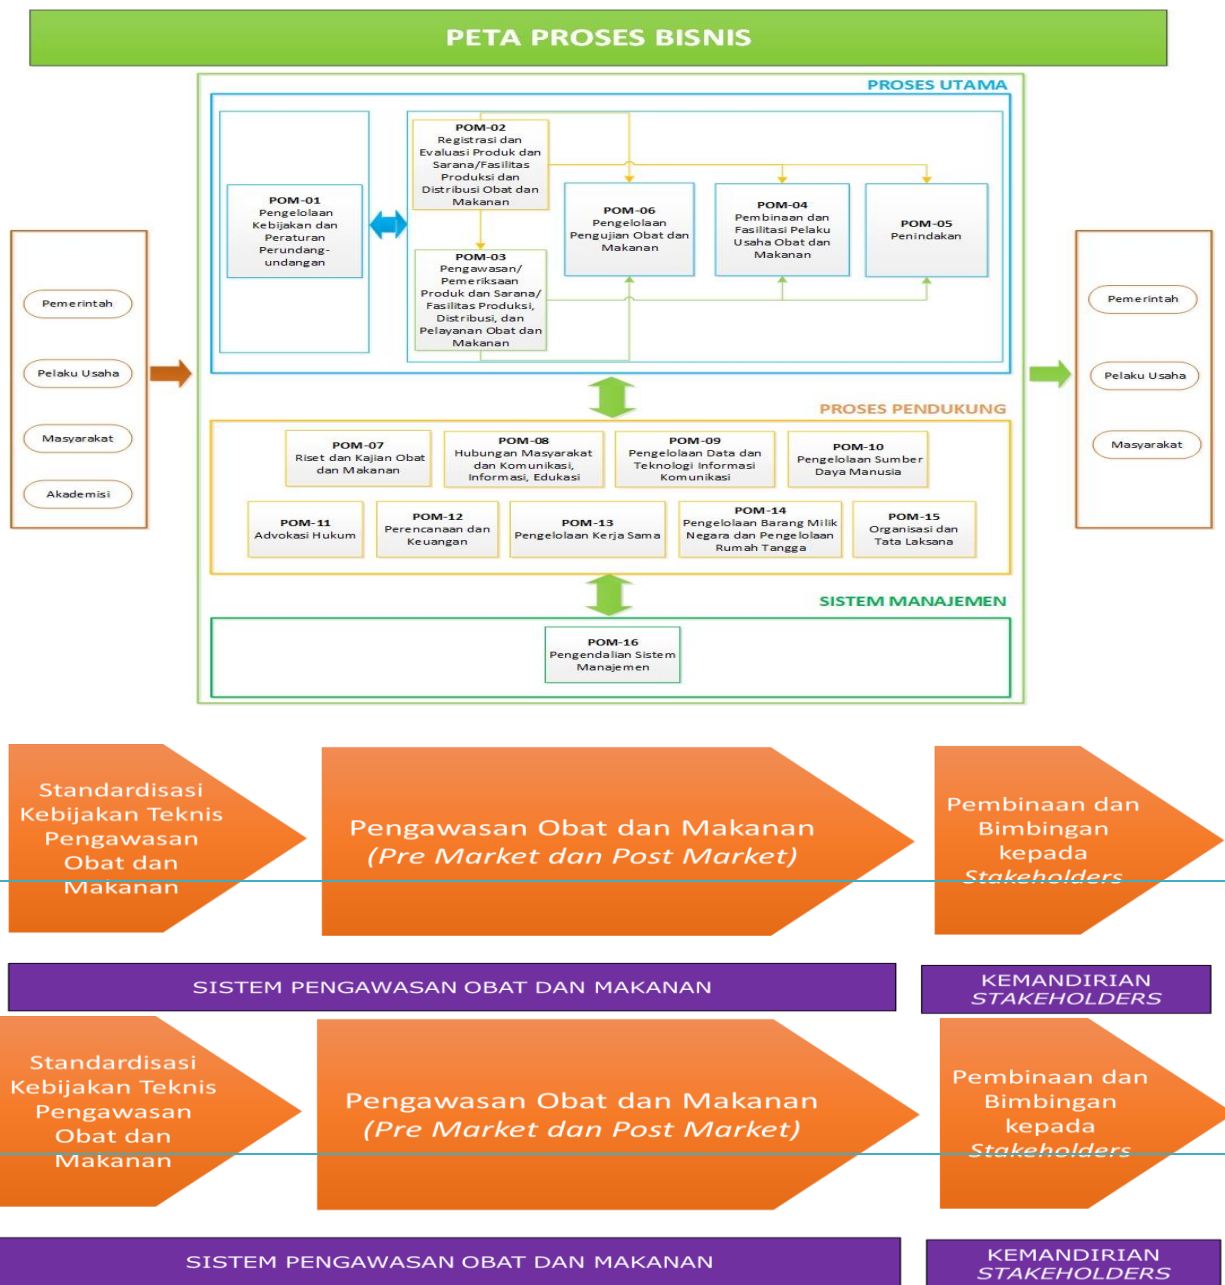 PETA PROSES BISNIS
PROSES UTAMA
POM-01
Pengelolaan
Kebijakan dan
Peraturan
Perundang-
undangan
POM-02
Registrasi dan
Evaluasi Produk dan
Sarana/Fasilitas
Produksi dan
Distribusi Obat dan
Makanan
POM-03
Pengawasan/
Pemeriksaan
Produk dan Sarana/
Fasilitas Produksi,
Distribusi, dan
Pelayanan Obat dan
Makanan
POM-06
Pengelolaan
Pengujian Obat dan
Makanan
POM-04
Pembinaan dan
Fasilitasi Pelaku
Usaha Obat dan
Makanan
POM-05
Penindakan
Pemerintah
Pelaku Usaha
Masyarakat
Akademisi
Pemerintah
Pelaku Usaha
Masyarakat
PROSES PENDUKUNG
POM-07
Riset dan Kajian Obat
dan Makanan
POM-08
Hubungan Masyarakat
dan Komunikasi,
Informasi, Edukasi
POM-09
Pengelolaan Data dan
Teknologi Informasi
Komunikasi
POM-10
Pengelolaan Sumber
Daya Manusia
POM-11
Advokasi Hukum
POM-12
Perencanaan dan
Keuangan
POM-13
Pengelolaan Kerja Sama
POM-14
Pengelolaan Barang Milik
Negara dan Pengelolaan
Rumah Tangga
POM-15
Organisasi dan
Tata Laksana
SISTEM MANAJEMEN
POM-16
Pengendalian Sistem
Manajemen
Standardisasi
Kebijakan Teknis
Pengawasan
Obat dan
Makanan
Pengawasan Obat dan Makanan
(Pre Market dan Post Market)
Pembinaan dan
Bimbingan
kepada
Stakeholders
SISTEM PENGAWASAN OBAT DAN MAKANAN
KEMANDIRIAN
STAKEHOLDERS
Standardisasi
Kebijakan Teknis
Pengawasan
Obat dan
Makanan
Pengawasan Obat dan Makanan
(Pre Market dan Post Market)
Pembinaan dan
Bimbingan
kepada
Stakeholders
SISTEM PENGAWASAN OBAT DAN MAKANAN
KEMANDIRIAN
STAKEHOLDERS